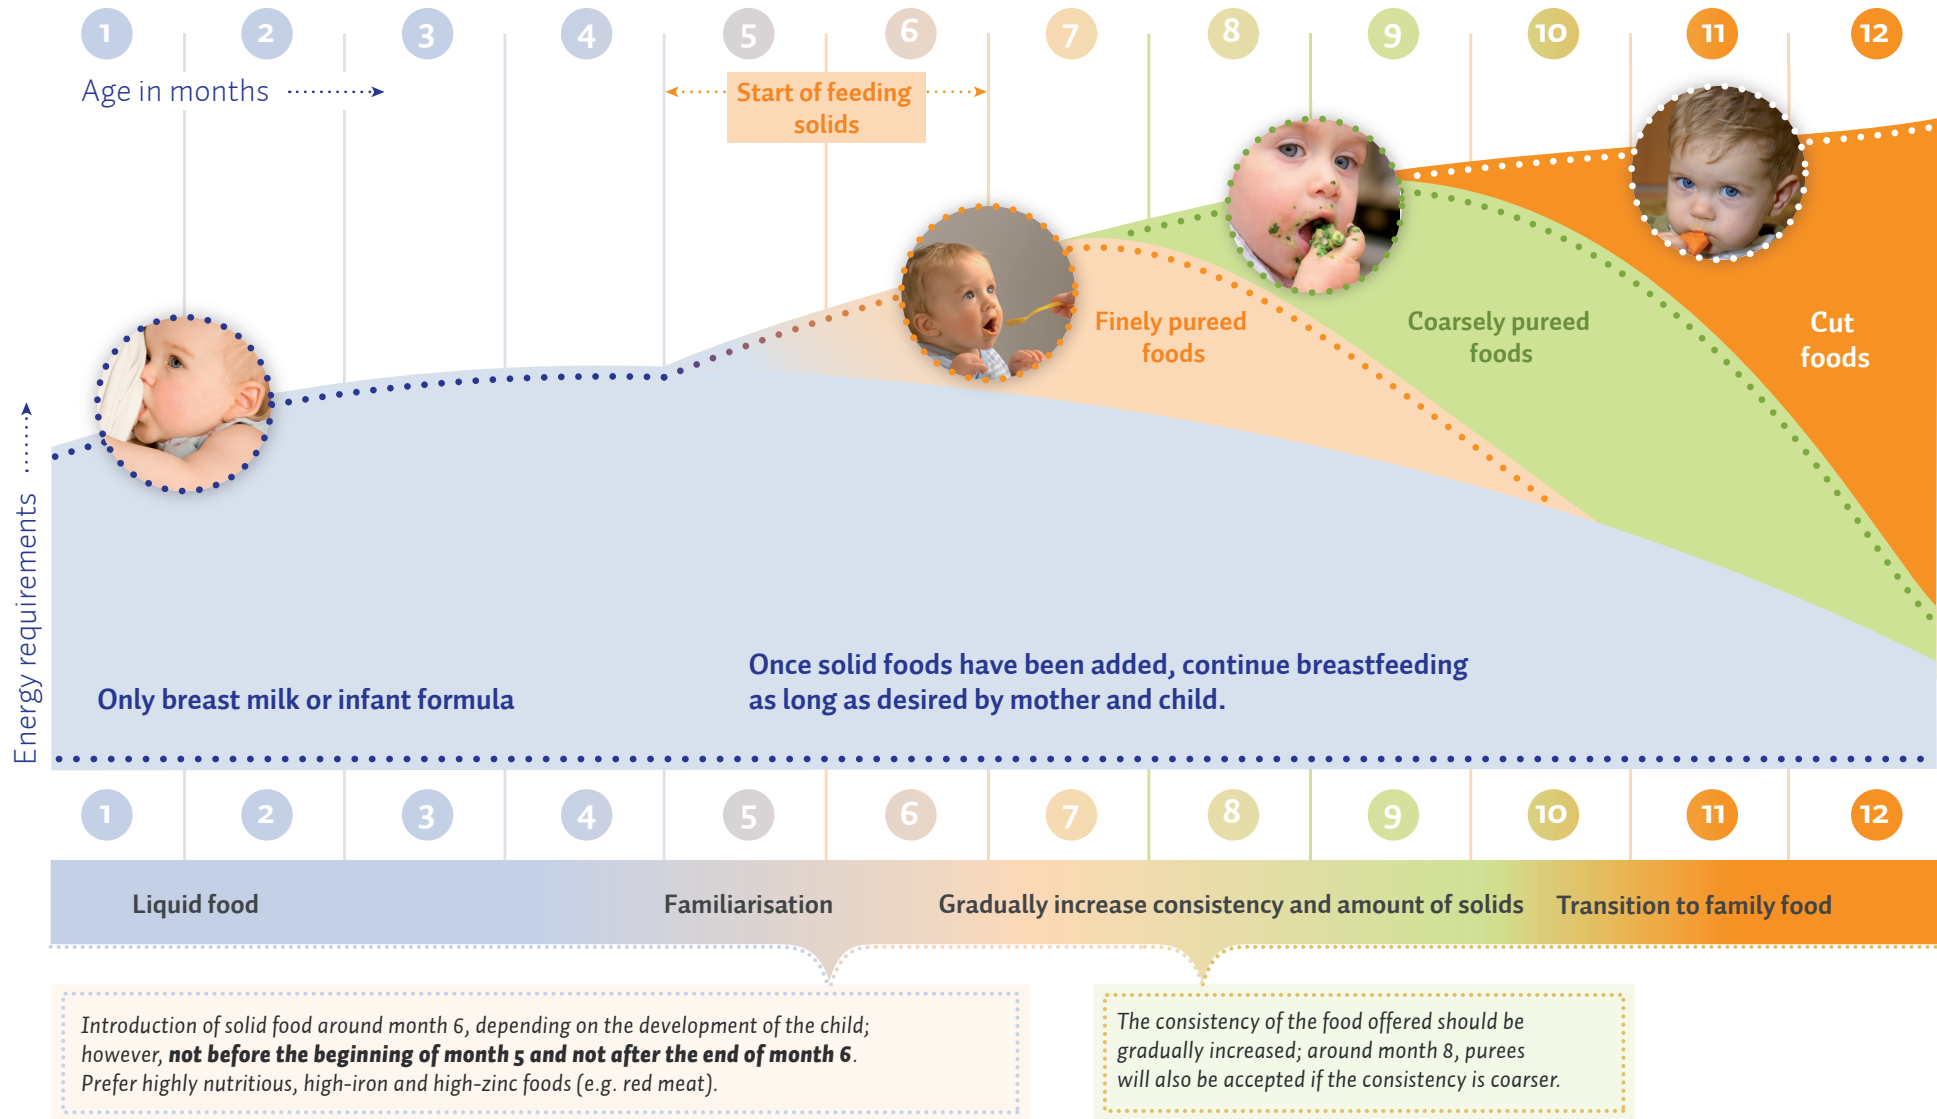 1 2 3 4 5 6 7 8 9 10 11 12
Age in months
Start of feeding
solids
Finely pureed
foods
Coarsely pureed
foods
Cut
foods
Energy requirements
Only breast milk or infant formula
Once solid foods have been added, continue breastfeeding
as long as desired by mother and child.
1 2 3 4 5 6 7 8 9 10 11 12
Liquid food
Familiarisation
Gradually increase consistency and amount of solids
Transition to family food
Introduction of solid food around month 6, depending on the development of the child;
however, not before the beginning of month 5 and not after the end of month 6.
Prefer highly nutritious, high-iron and high-zinc foods (e.g. red meat).
The consistency of the food offered should be
gradually increased; around month 8, purees
will also be accepted if the consistency is coarser.